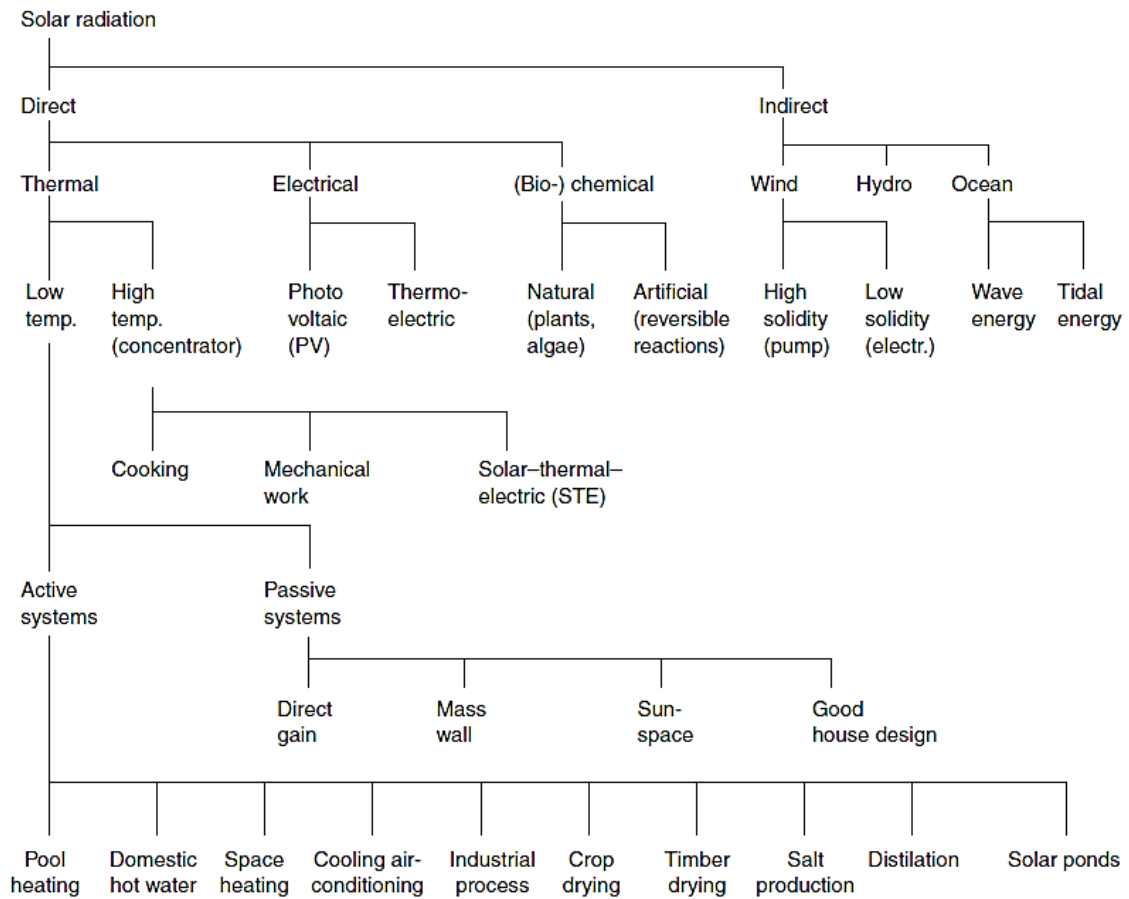 Solar radiation
Direct
Indirect
Thermal
Electrical
(Bio-) chemical
Wind
Hydro
Ocean
Low
temp.
High
temp.
(concentrator)
Photo
voltaic
(PV)
Thermo-
electric
Natural
(plants,
algae)
Artificial
(reversible
reactions)
High
solidity
(pump)
Low
solidity
(electr.)
Wave
energy
Tidal
energy
Cooking
Mechanical
work
Solar–thermal–
electric (STE)
Active
systems
Passive
systems
Direct
gain
Mass
wall
Sun-
space
Good
house design
Pool
heating
Domestic
hot water
Space
heating
Cooling air-
conditioning
Industrial
process
Crop
drying
Timber
drying
Salt
production
Distilation
Solar ponds